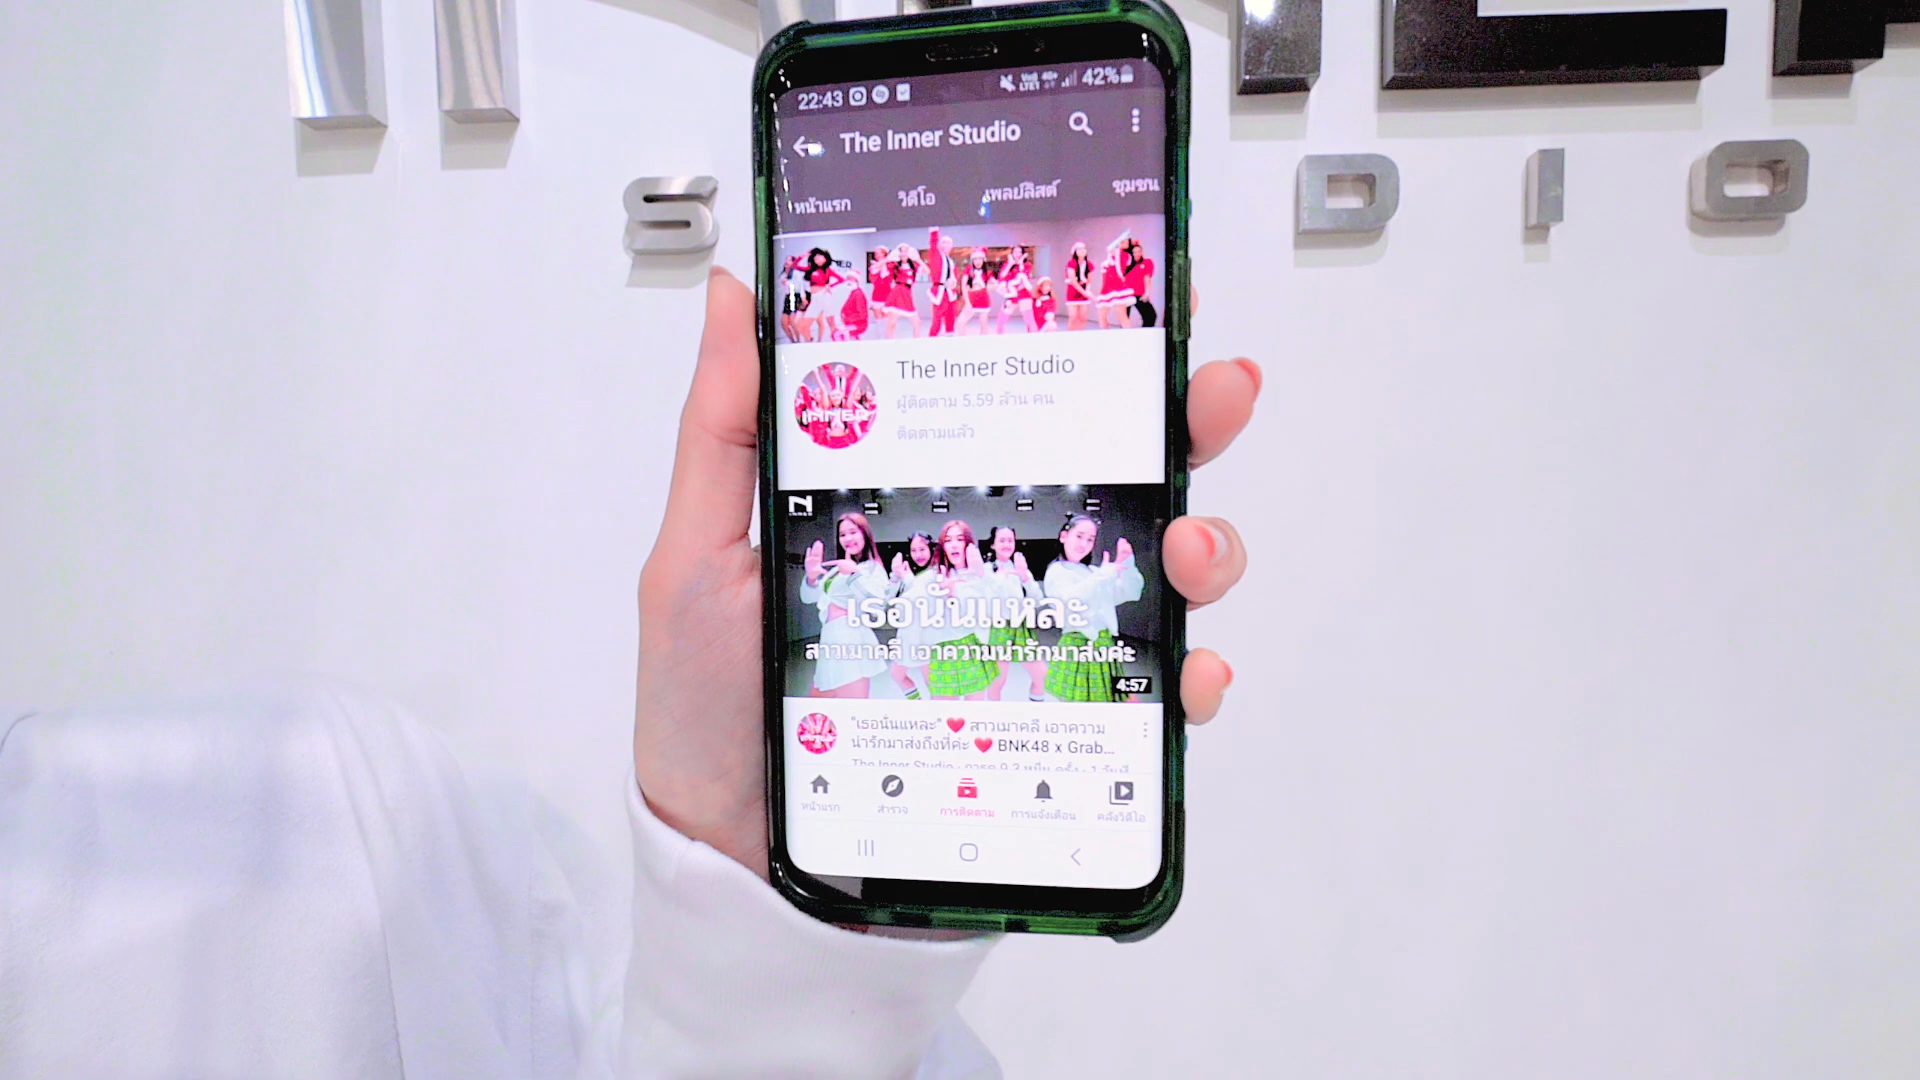 22:43 42%
The Inner Studio
หน้าแรก วิดีโอ เพลย์ลิสต์ ชุมชน
The Inner Studio
ผู้ติดตาม 5.59 ล้าน คน
ติดตามแล้ว
INNER
เธอนั่นแหละ
สาวเมาคลี เอาความน่ารักมาส่งค่ะ
4:57
"เธอนั่นแหละ" ❤️ สาวเมาคลี เอาความ
น่ารักมาส่งถึงที่ค่ะ ❤️ BNK48 x Grab...
The Inner Studio
หน้าแรก สำรวจ การติดตาม การแจ้งเตือน คลังวิดีโอ
S DIO